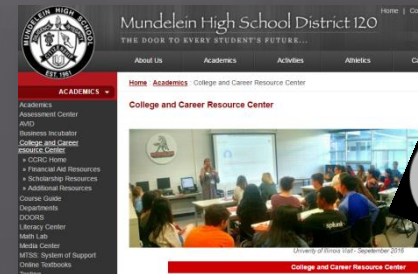 MUNDELEIN HIGH SCHOOL
EST. 1961
Home | Co
Mundelein High School District 120
THE DOOR TO EVERY STUDENT'S FUTURE...
About Us Academics Activities Athletics Ca
Home : Academics : College and Career Resource Center
College and Career Resource Center
ACADEMICS
Academics
Assessment Center
AVID
Business Incubator
College and Career
esource Center
» CCRC Home
» Financial Aid Resources
» Scholarship Resources
» Additional Resources
Course Guide
Departments
DOORS
Literacy Center
Math Lab
Media Center
MTSS: System of Support
Online Textbooks
Univerity of Illinois Visit - September 2016
College and Career Resource Center